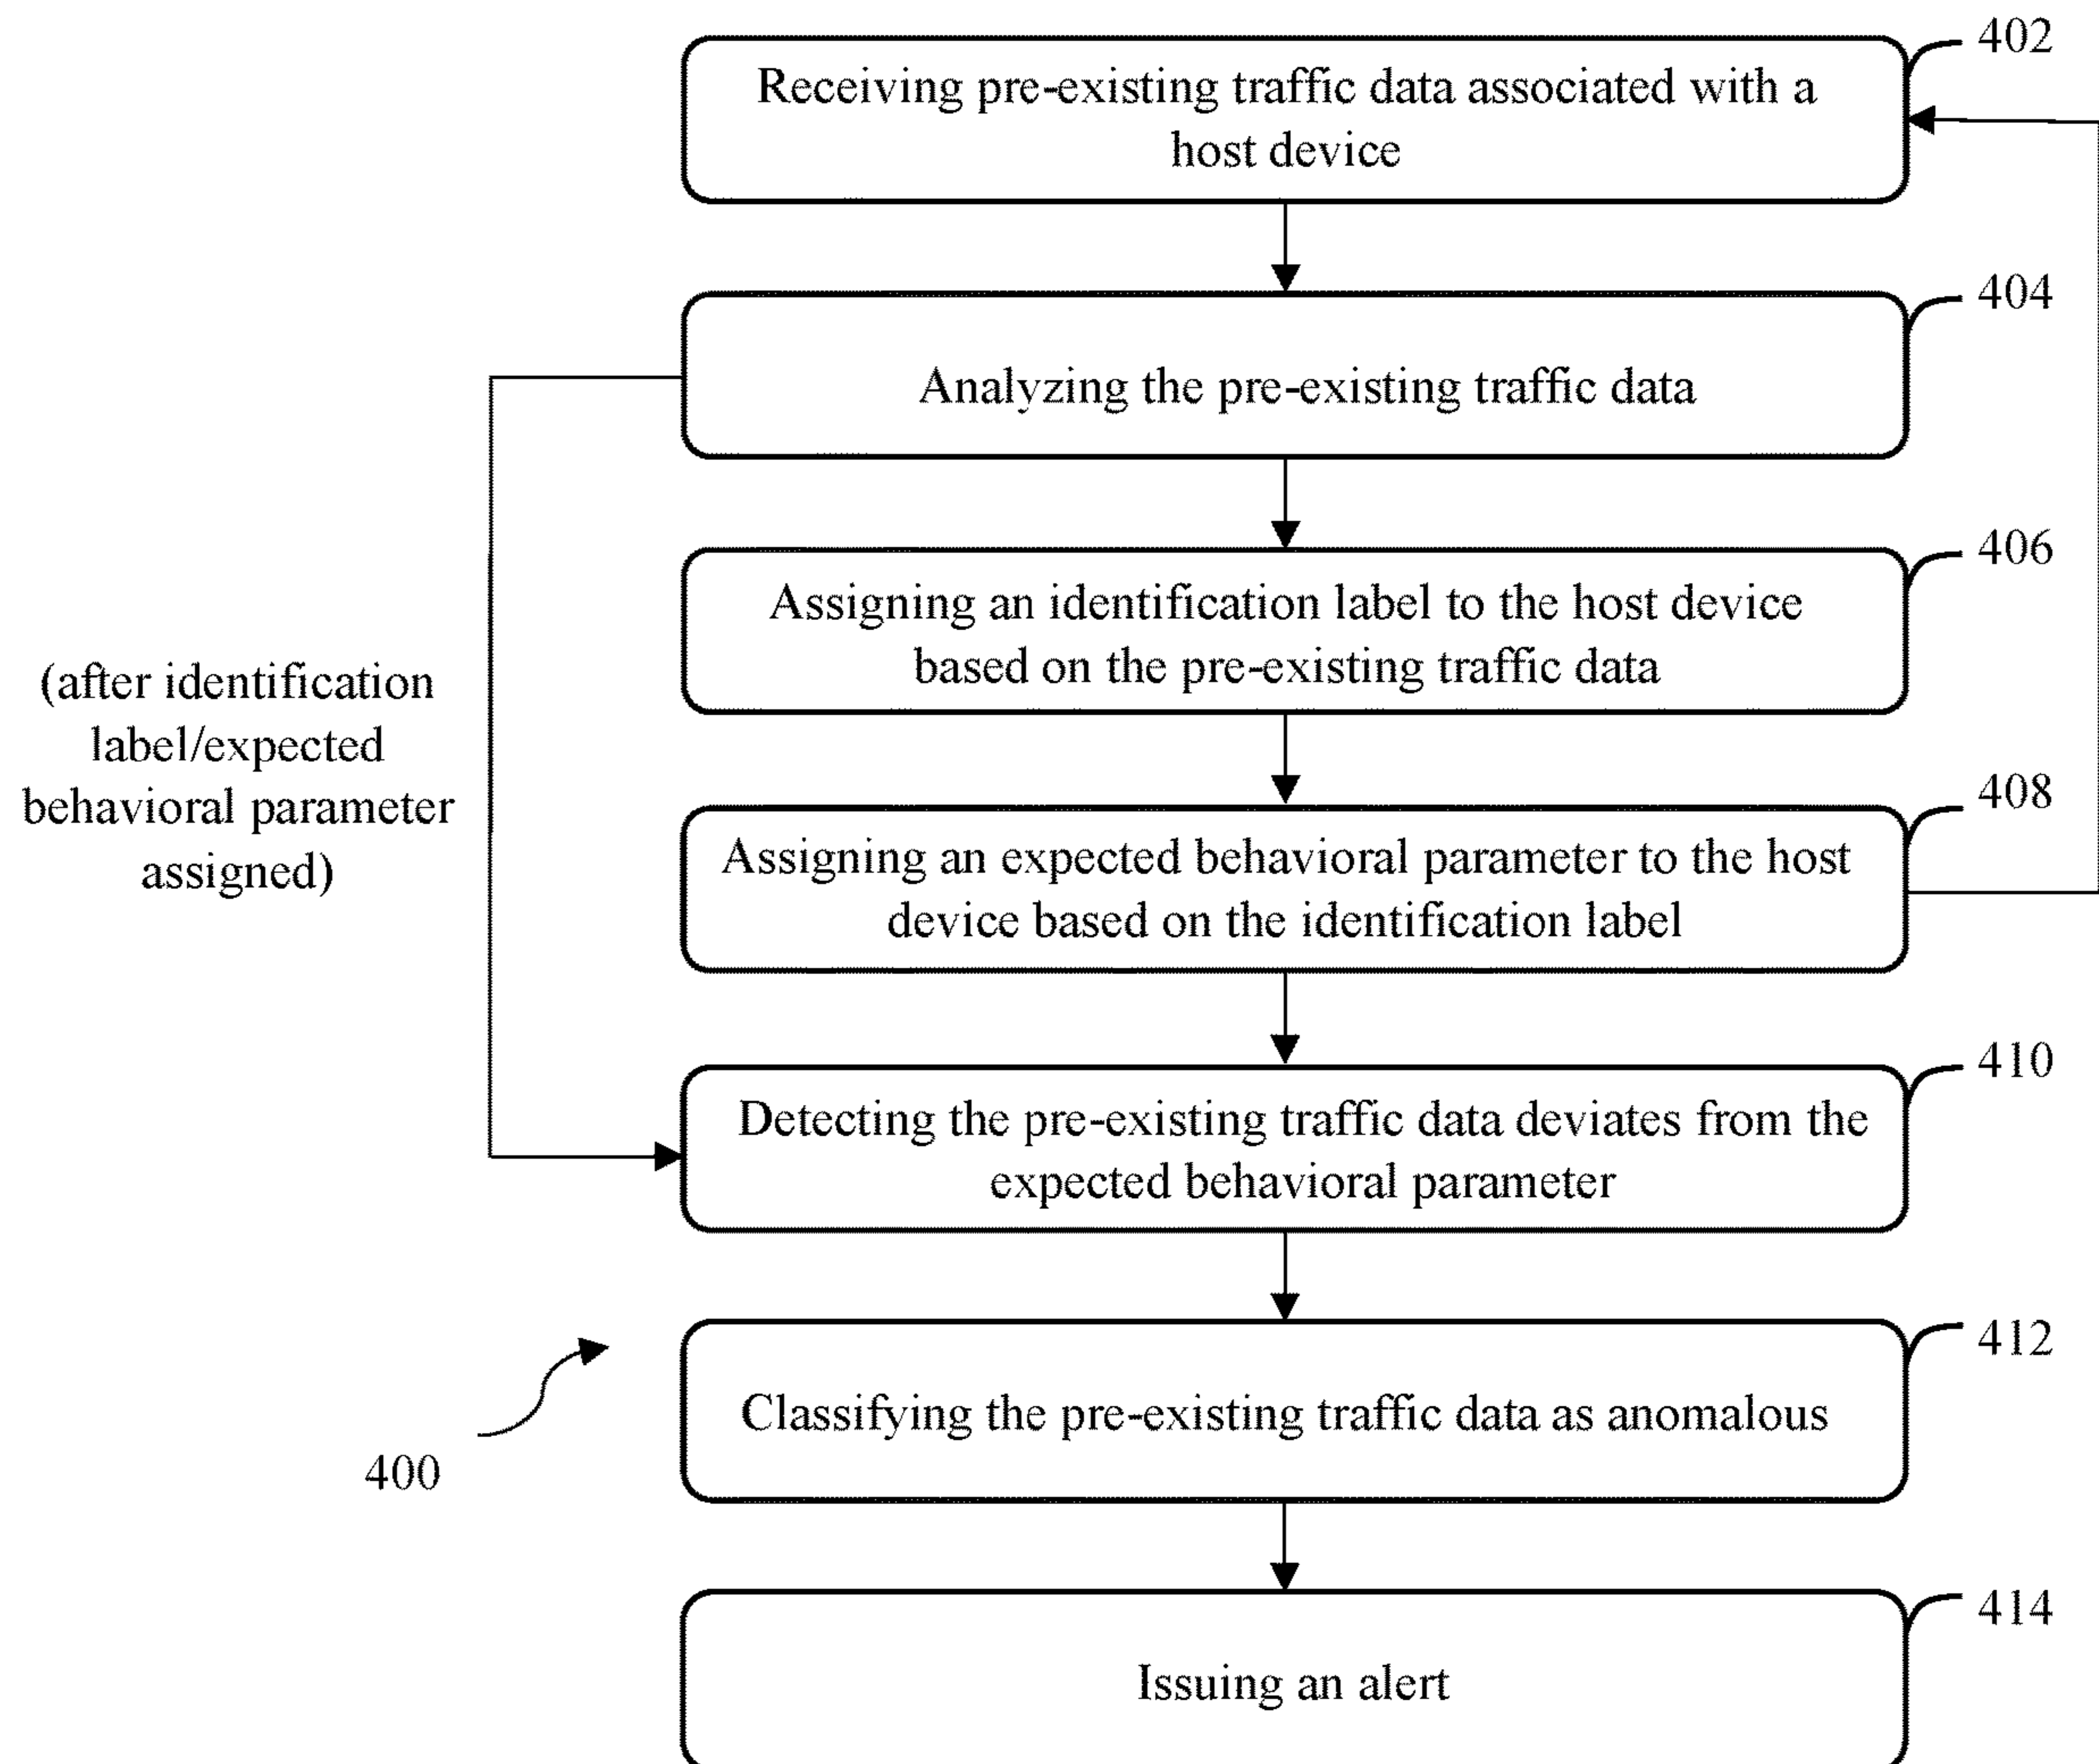 402
Receiving pre-existing traffic data associated with a
host device
404
Analyzing the pre-existing traffic data
406
Assigning an identification label to the host device
based on the pre-existing traffic data
(after identification
label/expected
behavioral parameter
assigned)
408
Assigning an expected behavioral parameter to the host
device based on the identification label
410
Detecting the pre-existing traffic data deviates from the
expected behavioral parameter
412
Classifying the pre-existing traffic data as anomalous
400
414
Issuing an alert